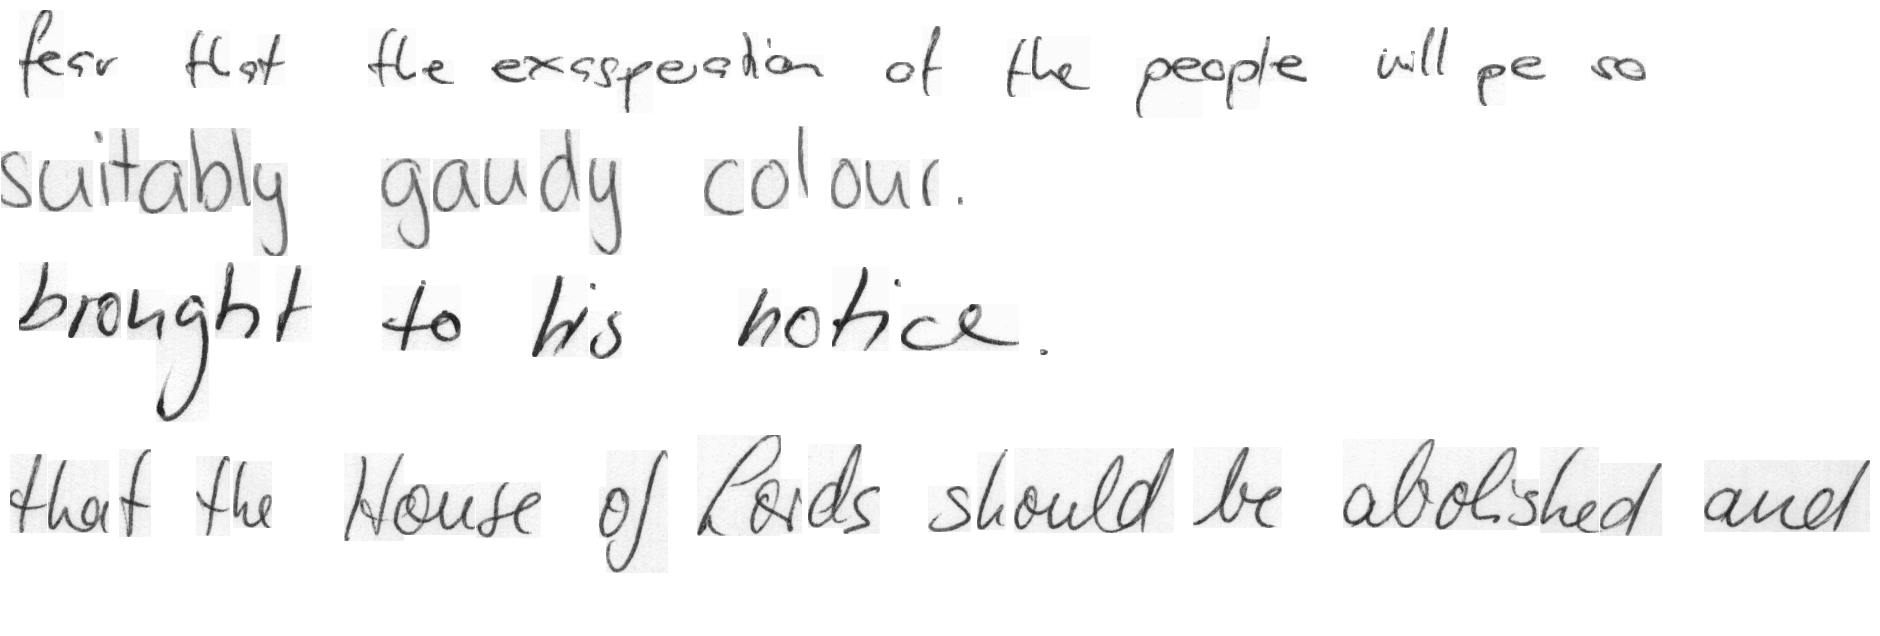 fear that the exasperation of the people will pe so
suitably gaudy colour.
brought to his notice.
that the House of Lords should be abolished and